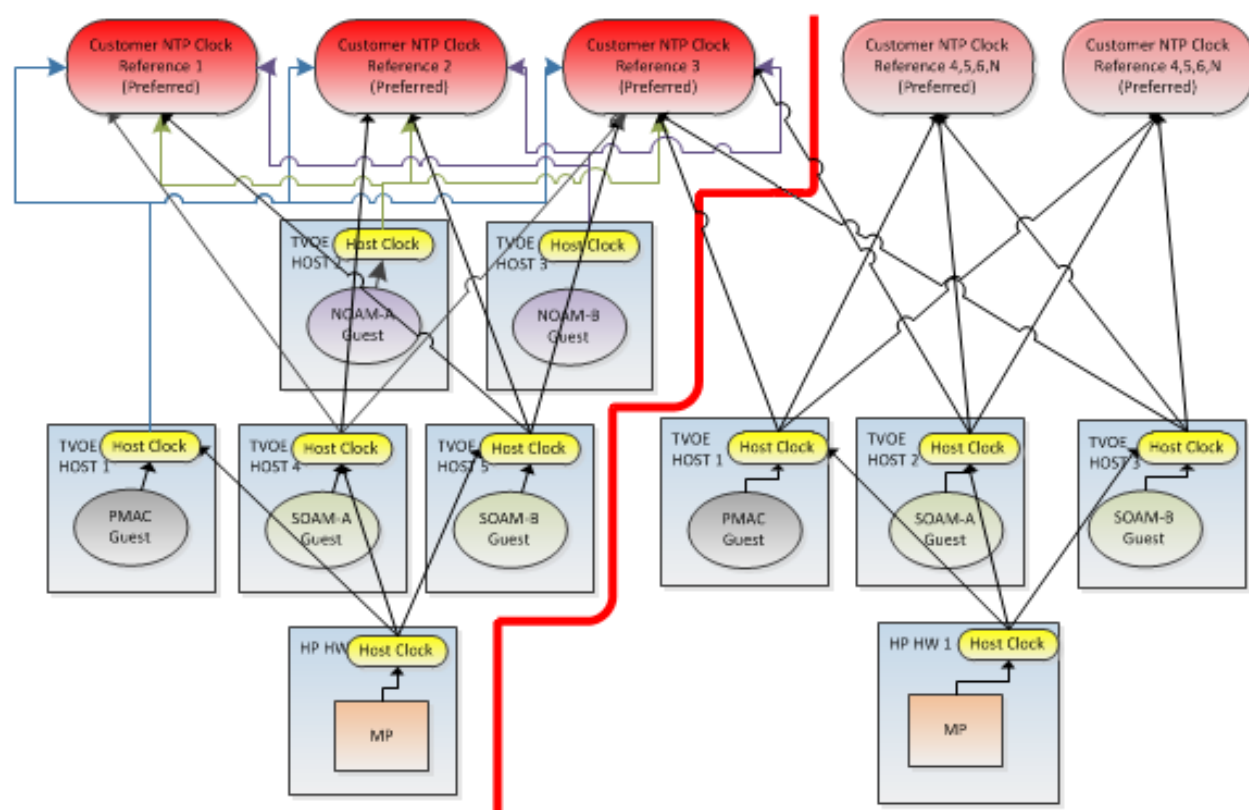 Customer NTP Clock
Reference 1
(Preferred)
Customer NTP Clock
Reference 2
(Preferred)
Customer NTP Clock
Reference 3
(Preferred)
Customer NTP Clock
Reference 4,5,6,N
(Preferred)
Customer NTP Clock
Reference 4,5,6,N
(Preferred)
TVOE
HOST 2
Host Clock
NOAM-A
Guest
TVOE
HOST 3
Host Clock
NOAM-B
Guest
TVOE
HOST 1
Host Clock
PMAC
Guest
TVOE
HOST 4
Host Clock
SOAM-A
Guest
TVOE
HOST 5
Host Clock
SOAM-B
Guest
TVOE
HOST 1
Host Clock
PMAC
Guest
TVOE
HOST 2
Host Clock
SOAM-A
Guest
TVOE
HOST 3
Host Clock
SOAM-B
Guest
HP HW
Host Clock
MP
HP HW 1
Host Clock
MP